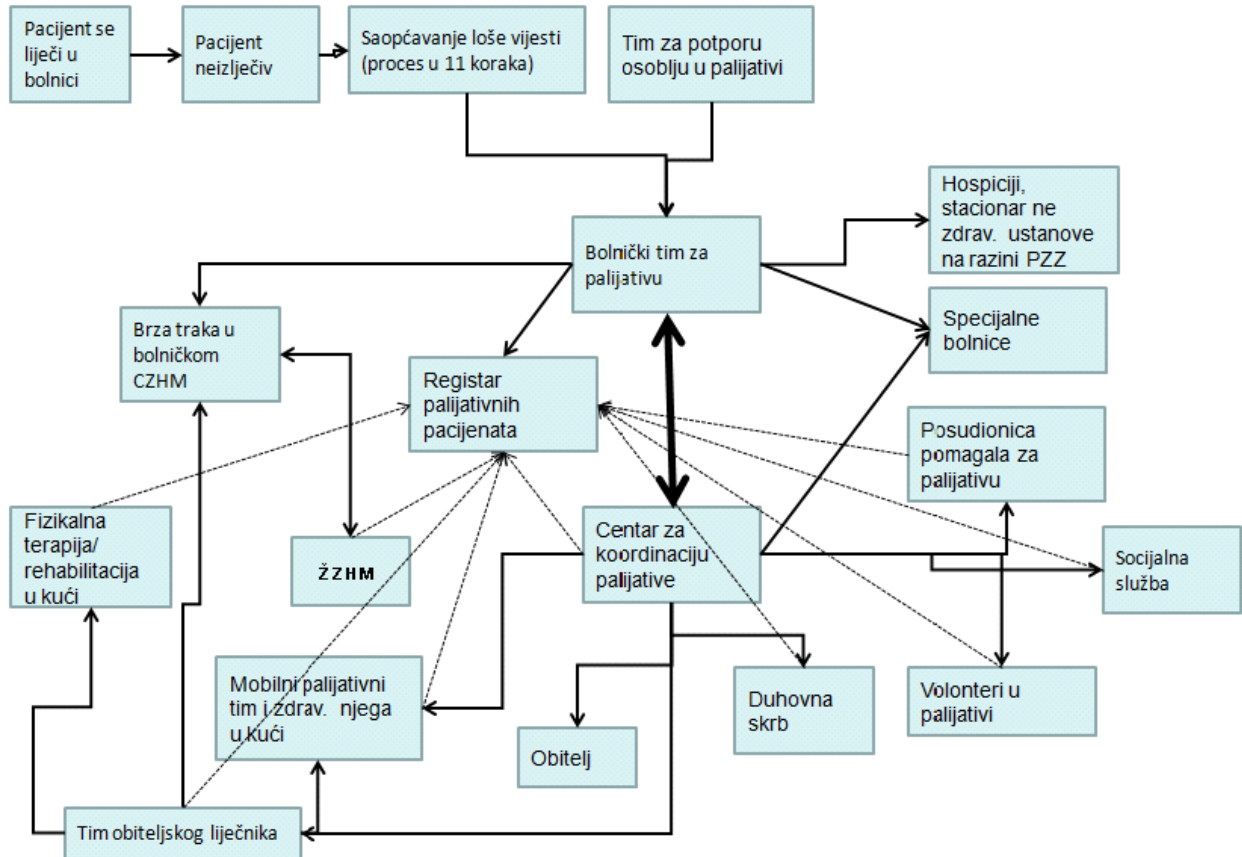 Pacijent se
liječi u
bolnici
Pacijent
neizlječiv
Saopćavanje loše vijesti
(proces u 11 koraka)
Tim za potporu
osoblju u palijativi
Hospiciji,
stacionar ne
zdrav. ustanove
na razini PZZ
Bolnički tim za
palijativu
Specijalne
bolnice
Brza traka u
bolničkom
CZHM
Registar
palijativnih
pacijenata
Posudionica
pomagala za
palijativu
Fizikalna
terapija/
rehabilitacija
u kući
ŽZHM
Centar za
koordinaciju
palijative
Socijalna
služba
Mobilni palijativni
tim i zdrav. njega
u kući
Obitelj
Duhovna
skrb
Volonteri u
palijativi
Tim obiteljskog liječnika